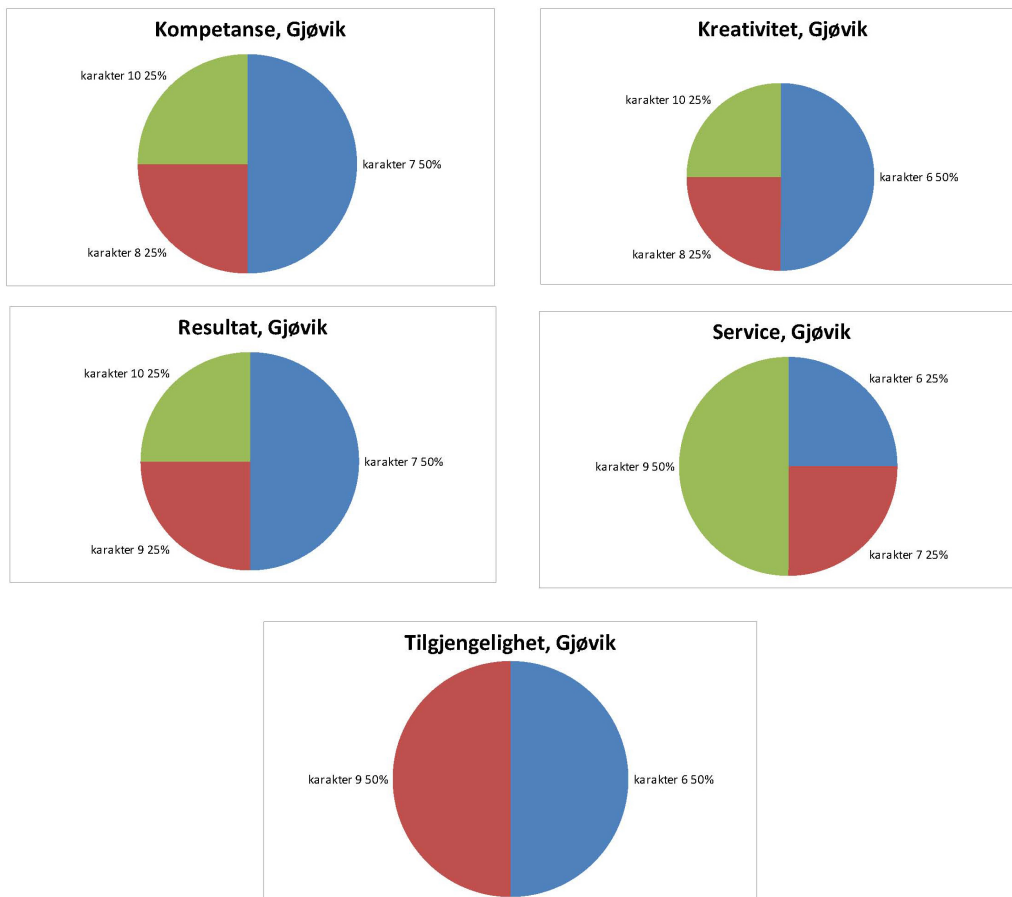 Kompetanse, Gjøvik
karakter 10 25%
karakter 7 50%
karakter 8 25%
Kreativitet, Gjøvik
karakter 10 25%
karakter 6 50%
karakter 8 25%
Resultat, Gjøvik
karakter 10 25%
karakter 7 50%
karakter 9 25%
Service, Gjøvik
karakter 6 25%
karakter 9 50%
karakter 7 25%
Tilgjengelighet, Gjøvik
karakter 9 50%
karakter 6 50%